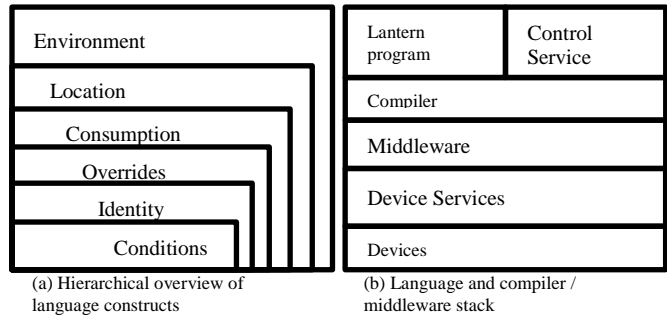 Environment
Location
Consumption
Overrides
Identity
Conditions
(a) Hierarchical overview of
language constructs
Lantern
program
Control
Service
Compiler
Middleware
Device Services
Devices
(b) Language and compiler /
middleware stack